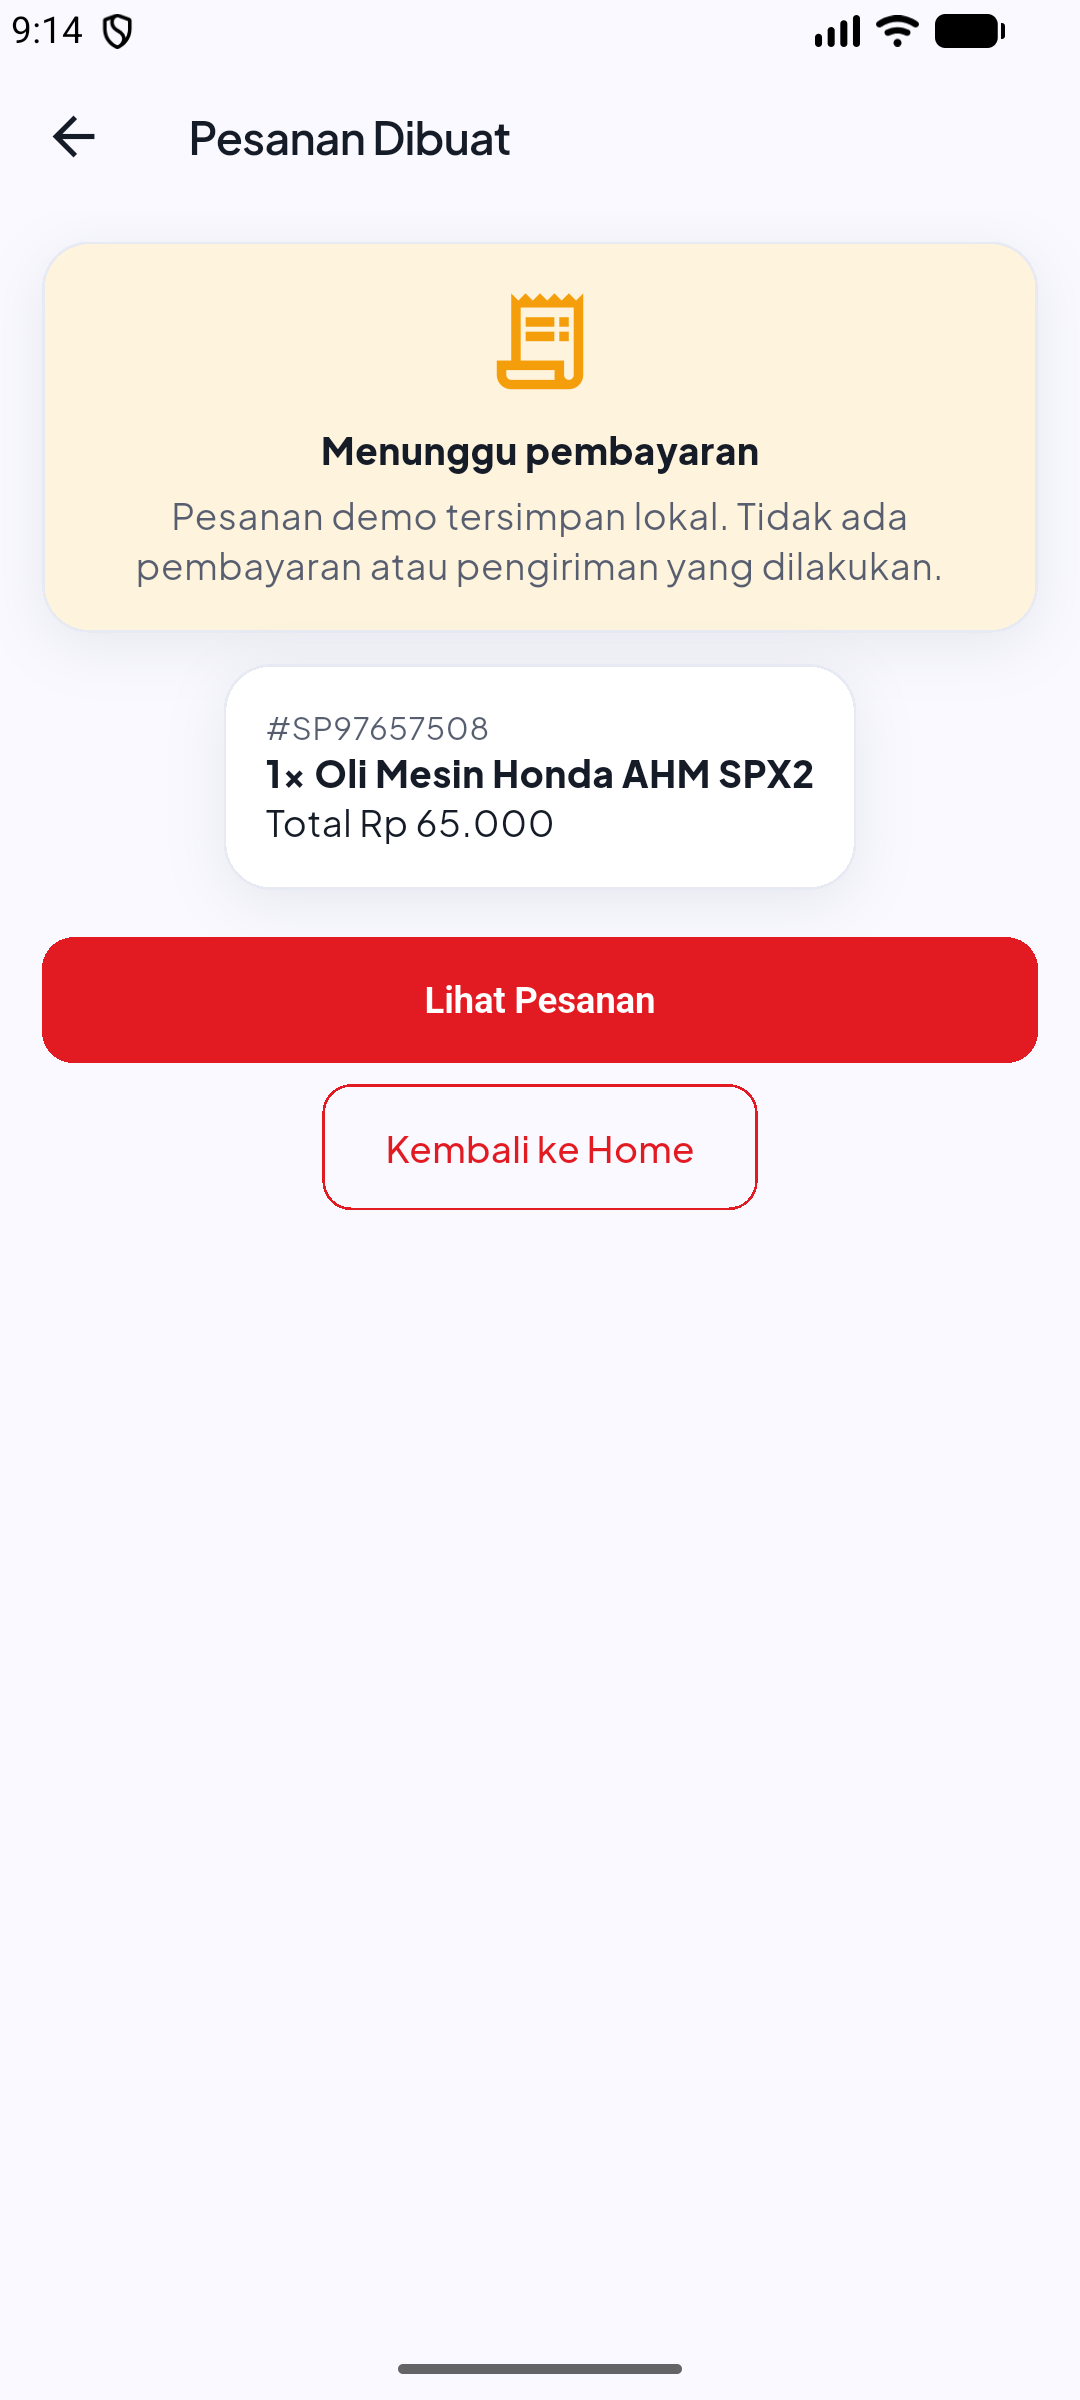 9:14
Pesanan Dibuat
Menunggu pembayaran
Pesanan demo tersimpan lokal. Tidak ada
pembayaran atau pengiriman yang dilakukan.
#SP97657508
1× Oli Mesin Honda AHM SPX2
Total Rp 65.000
Lihat Pesanan
Kembali ke Home